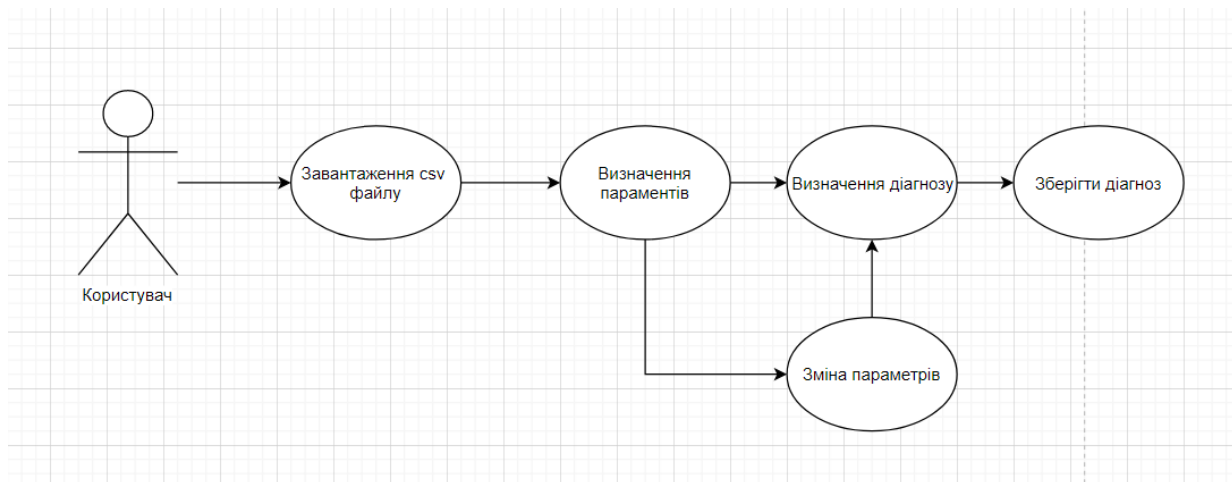 Користувач
Завантаження csv
файлу
Визначення
параментів
Визначення діагнозу
Зберігти діагноз
Зміна параметрів